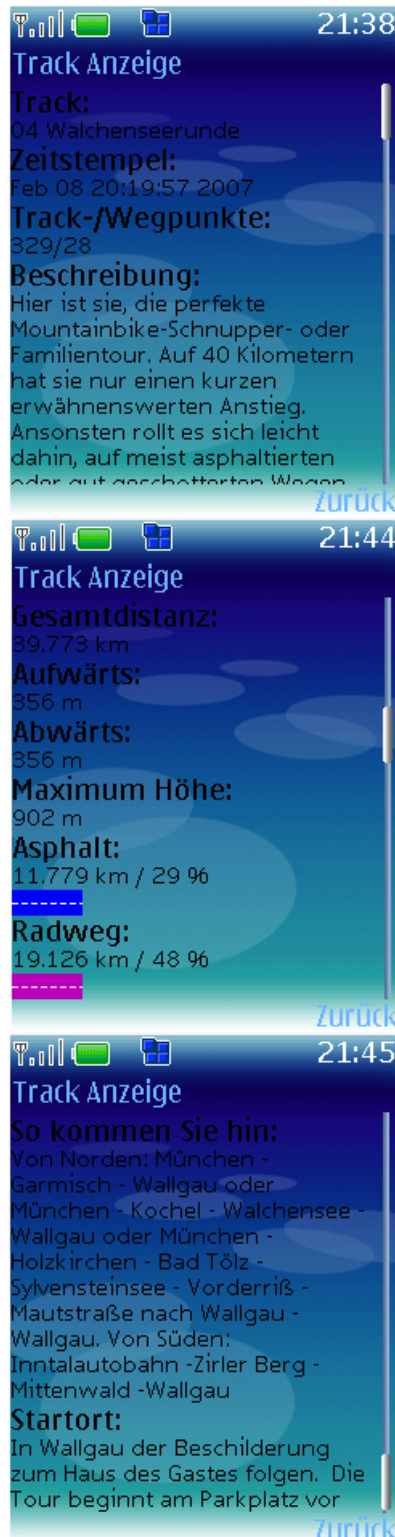 21:38
Track Anzeige
Track:
04 Walchenseerunde
Zeitstempel:
Feb 08 20:19:57 2007
Track-/Wegpunkte:
329/28
Beschreibung:
Hier ist sie, die perfekte
Mountainbike-Schnupper- oder
Familientour. Auf 40 Kilometern
hat sie nur einen kurzen
erwähnenswerten Anstieg.
Ansonsten rollt es sich leicht
dahin, auf meist asphaltierten
oder gut geschotterten Wegen
Zurück
21:44
Track Anzeige
Gesamtdistanz:
39.773 km
Aufwärts:
356 m
Abwärts:
356 m
Maximum Höhe:
902 m
Asphalt:
11.779 km / 29 %
Radweg:
19.126 km / 48 %
Zurück
21:45
Track Anzeige
So kommen Sie hin:
Von Norden: München -
Garmisch - Wallgau oder
München - Kochel - Walchensee -
Wallgau oder München -
Holzkirchen - Bad Tölz -
Sylvensteinsee - Vorderriß -
Mautstraße nach Wallgau -
Wallgau. Von Süden:
Inntalautobahn -Zirler Berg -
Mittenwald -Wallgau
Startort:
In Wallgau der Beschilderung
zum Haus des Gastes folgen. Die
Tour beginnt am Parkplatz vor
Zurück